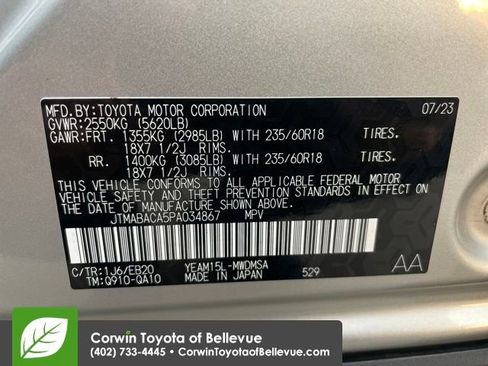 MFD.BY:TOYOTA MOTOR CORPORATION 07/23
GVWR:2550KG (5620LB)
GAWR:FRT. 1355KG (2985LB) WITH 235/60R18 TIRES.
18X7 1/2J RIMS.
RR. 1400KG (3085LB) WITH 235/60R18 TIRES.
18X7 1/2J RIMS.
THIS VEHICLE CONFORMS TO ALL APPLICABLE FEDERAL MOTOR
VEHICLE SAFETY AND THEFT PREVENTION STANDARDS IN EFFECT
ON THE DATE OF MANUFACTURE SHOWN ABOVE.
JTMABACA5PA034867 MPV
C/TR:1J6/EB20 YEAM15L-MWDMSA
TM:Q910-QA10 MADE IN JAPAN 529 AA
Corwin Toyota of Bellevue
(402) 733-4445 • CorwinToyotaofBellevue.com